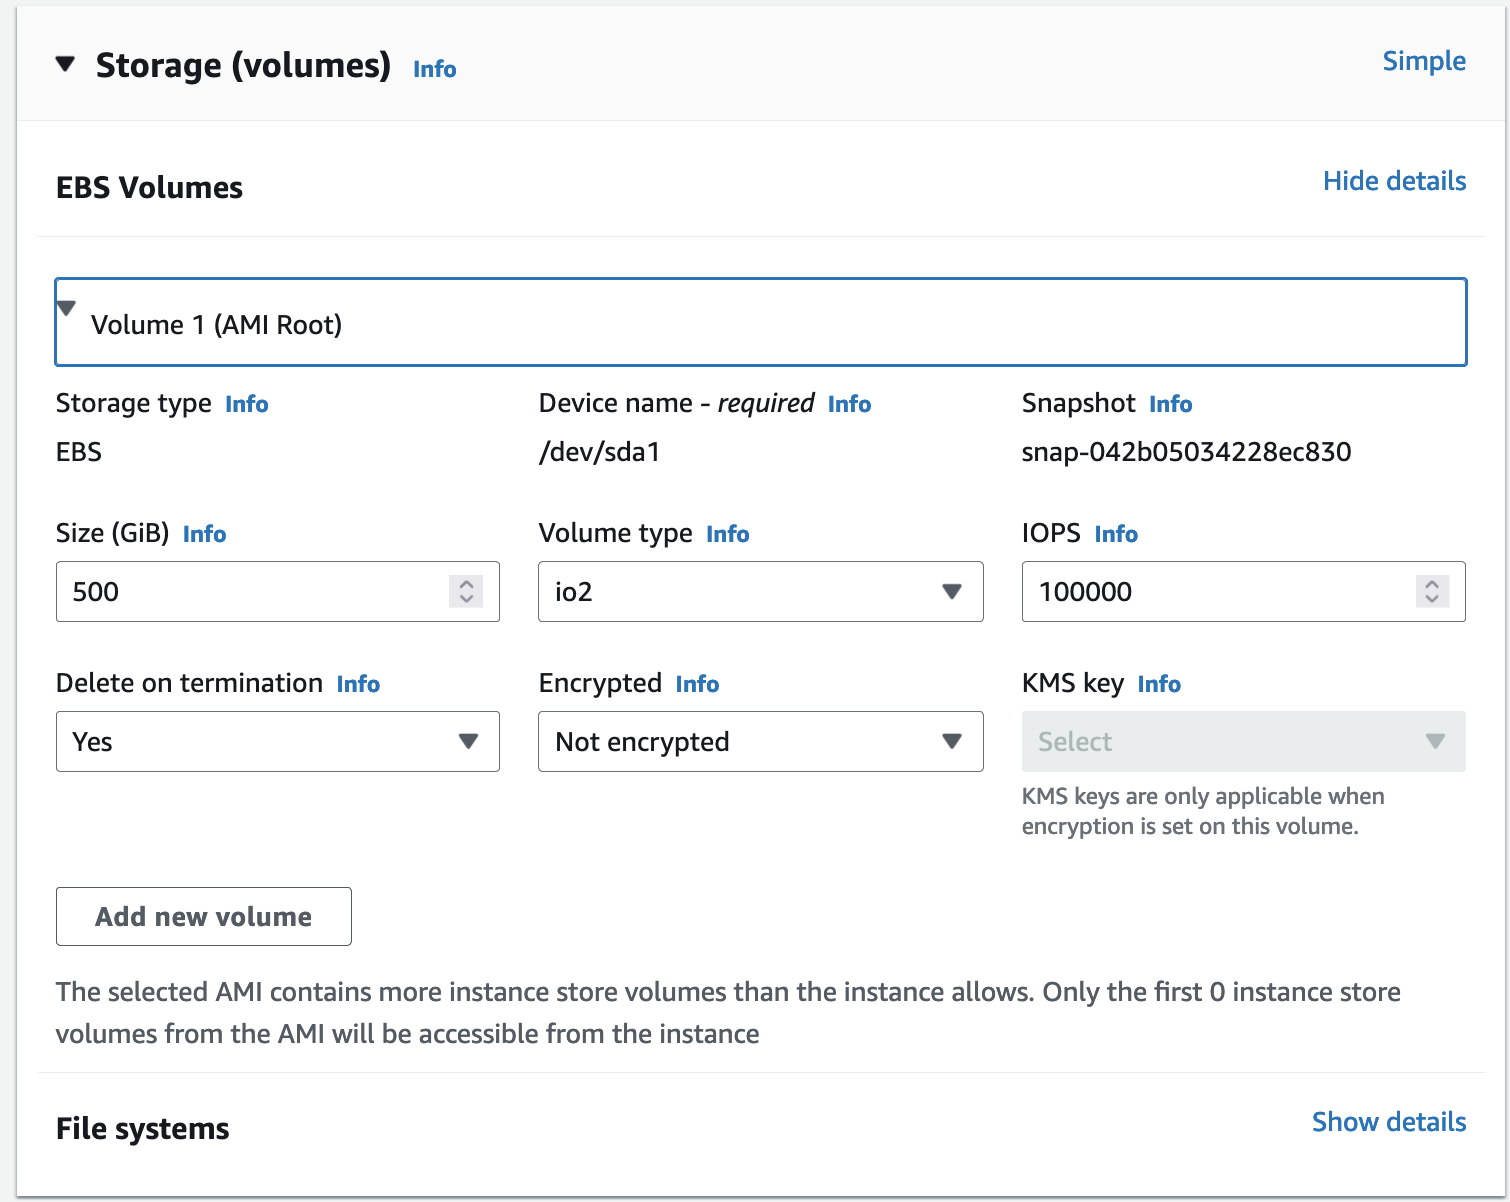 Storage (volumes) Info
Simple
EBS Volumes
Hide details
Volume 1 (AMI Root)
Storage type Info
Device name - required Info
Snapshot Info
EBS
/dev/sda1
snap-042b05034228ec830
Size (GiB) Info
Volume type Info
IOPS Info
500
io2
100000
Delete on termination Info
Encrypted Info
KMS key Info
Yes
Not encrypted
Select
KMS keys are only applicable when
encryption is set on this volume.
Add new volume
The selected AMI contains more instance store volumes than the instance allows. Only the first 0 instance store
volumes from the AMI will be accessible from the instance
File systems
Show details